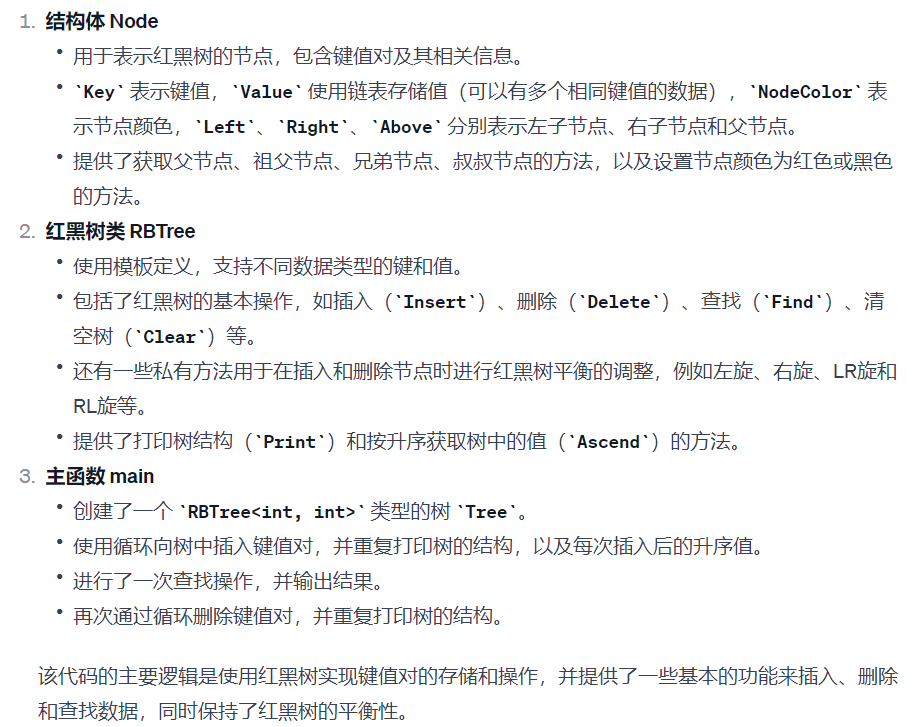 1. 结构体 Node
• 用于表示红黑树的节点，包含键值对及其相关信息。
• `Key` 表示键值，`Value` 使用链表存储值（可以有多个相同键值的数据），`NodeColor` 表
示节点颜色，`Left`、`Right`、`Above` 分别表示左子节点、右子节点和父节点。
• 提供了获取父节点、祖父节点、兄弟节点、叔叔节点的方法，以及设置节点颜色为红色或黑色
的方法。
2. 红黑树类 RBTree
• 使用模板定义，支持不同数据类型的键和值。
• 包括了红黑树的基本操作，如插入（`Insert`）、删除（`Delete`）、查找（`Find`）、清
空树（`Clear`）等。
• 还有一些私有方法用于在插入和删除节点时进行红黑树平衡的调整，例如左旋、右旋、LR旋和
RL旋等。
• 提供了打印树结构（`Print`）和按升序获取树中的值（`Ascend`）的方法。
3. 主函数 main
• 创建了一个 `RBTree<int, int>` 类型的树 `Tree`。
• 使用循环向树中插入键值对，并重复打印树的结构，以及每次插入后的升序值。
• 进行了一次查找操作，并输出结果。
• 再次通过循环删除键值对，并重复打印树的结构。
该代码的主要逻辑是使用红黑树实现键值对的存储和操作，并提供了一些基本的功能来插入、删除
和查找数据，同时保持了红黑树的平衡性。